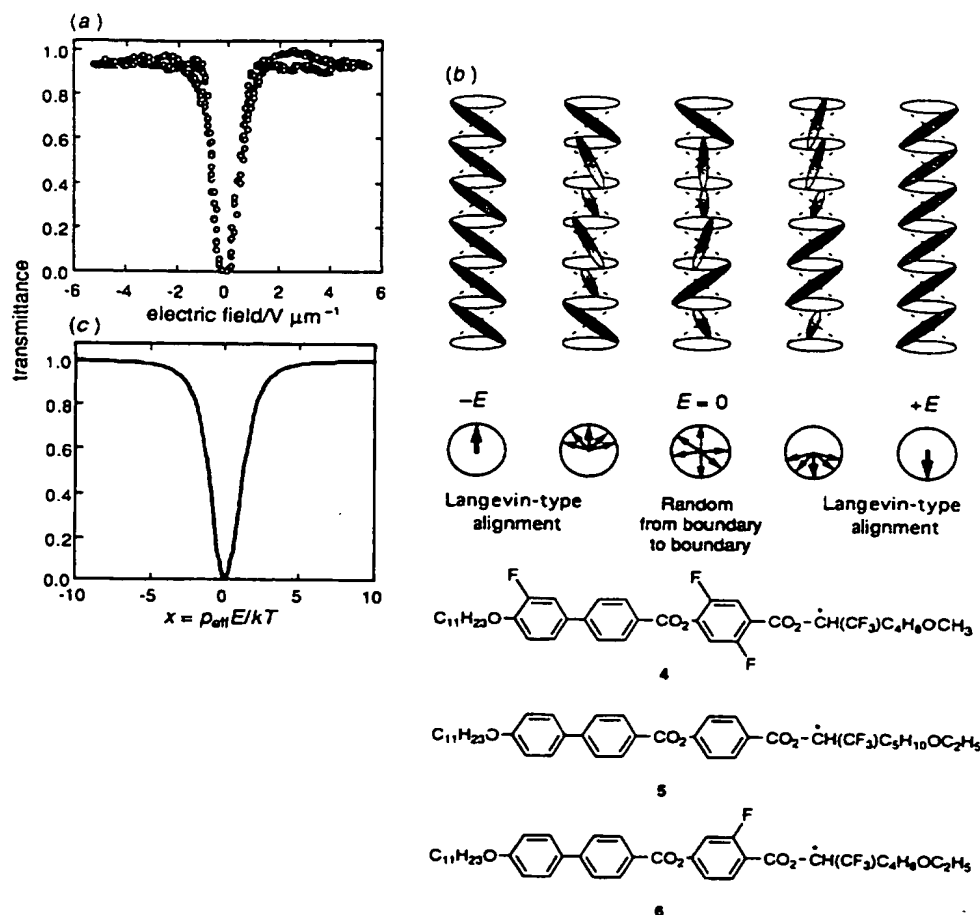 (a)
1.0
0.8
0.6
0.4
0.2
0.0
-6 -4 -2 0 2 4 6
electric field/V μm⁻¹
transmittance
(c)
1.0
0.8
0.6
0.4
0.2
0.0
-10 -5 0 5 10
x = p_eff E/kT
(b)
-E E = 0 +E
Langevin-type alignment
Random from boundary to boundary
Langevin-type alignment
F F
C₁₁H₂₃O CO₂ CO₂-ĊH(CF₃)C₄H₈OCH₃
F
4
C₁₁H₂₃O CO₂ CO₂-ĊH(CF₃)C₅H₁₀OC₂H₅
5
F
C₁₁H₂₃O CO₂ CO₂-ĊH(CF₃)C₄H₈OC₂H₅
6